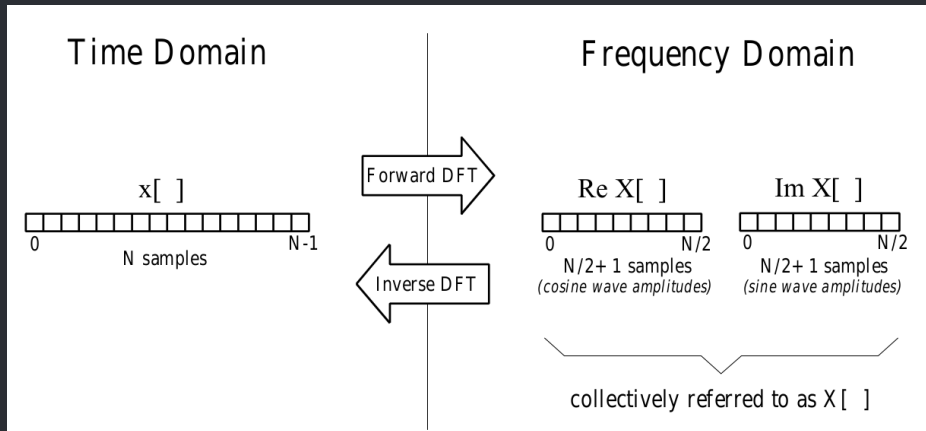 Time Domain
Frequency Domain
Forward DFT
x[ ]
Re X[ ]
Im X[ ]
0
N-1
N samples
0
N/2
0
N/2
N/2+1 samples
(cosine wave amplitudes)
N/2+1 samples
(sine wave amplitudes)
Inverse DFT
collectively referred to as X[ ]